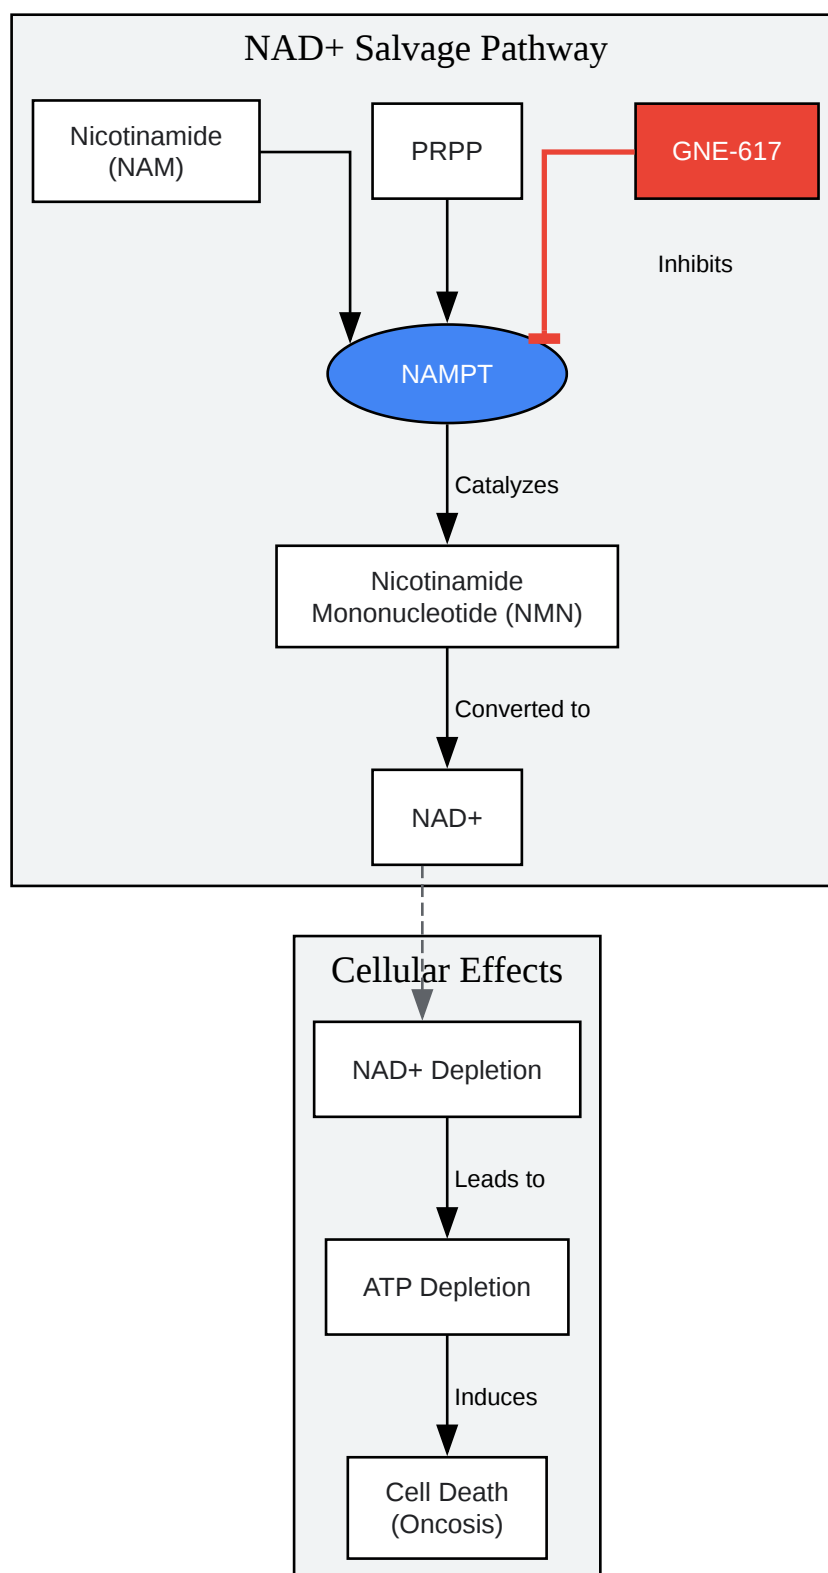 NAD+ Salvage Pathway
Nicotinamide
(NAM)
PRPP
GNE-617
Inhibits
NAMPT
Catalyzes
Nicotinamide
Mononucleotide (NMN)
Converted to
NAD+
Cellular Effects
NAD+ Depletion
Leads to
ATP Depletion
Induces
Cell Death
(Oncosis)